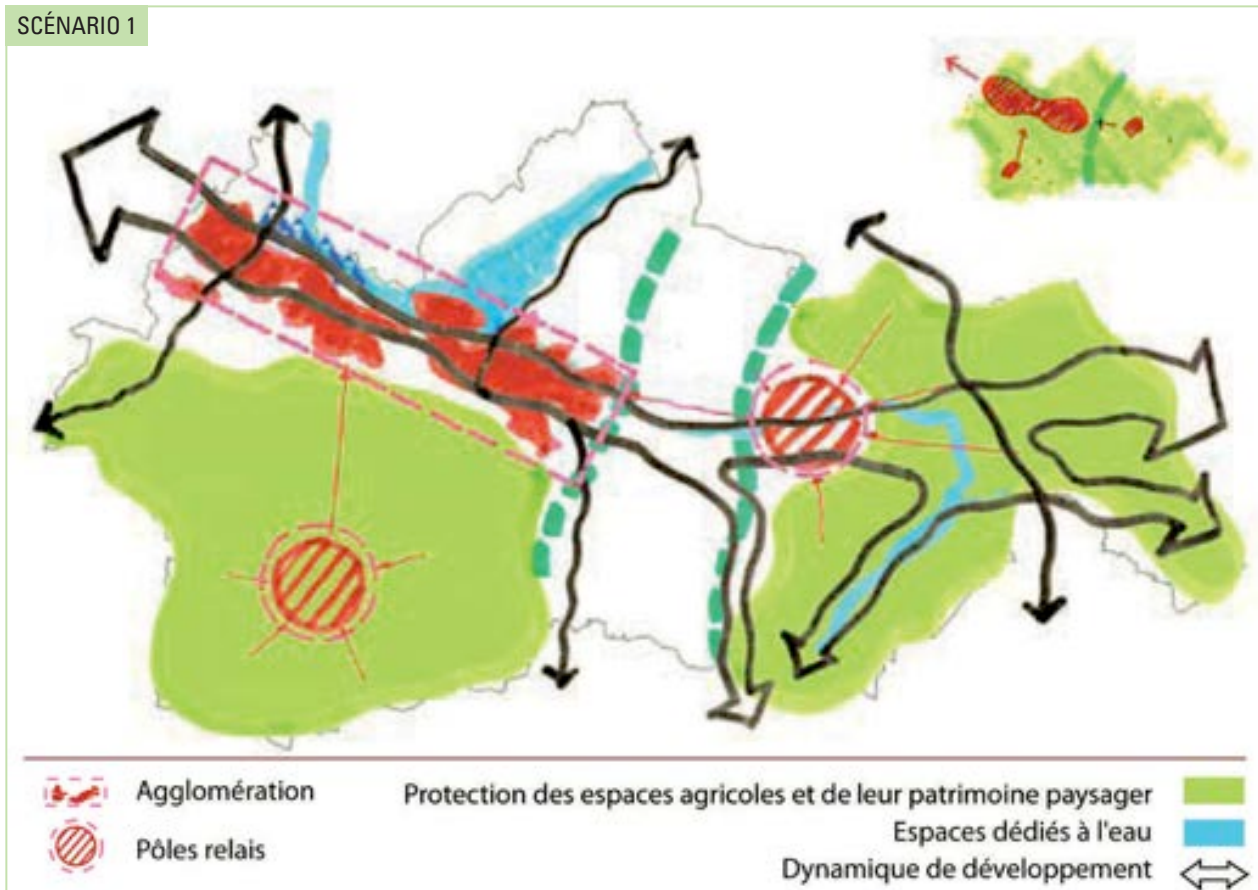 SCÉNARIO 1
Agglomération
Pôles relais
Protection des espaces agricoles et de leur patrimoine paysager
Espaces dédiés à l'eau
Dynamique de développement